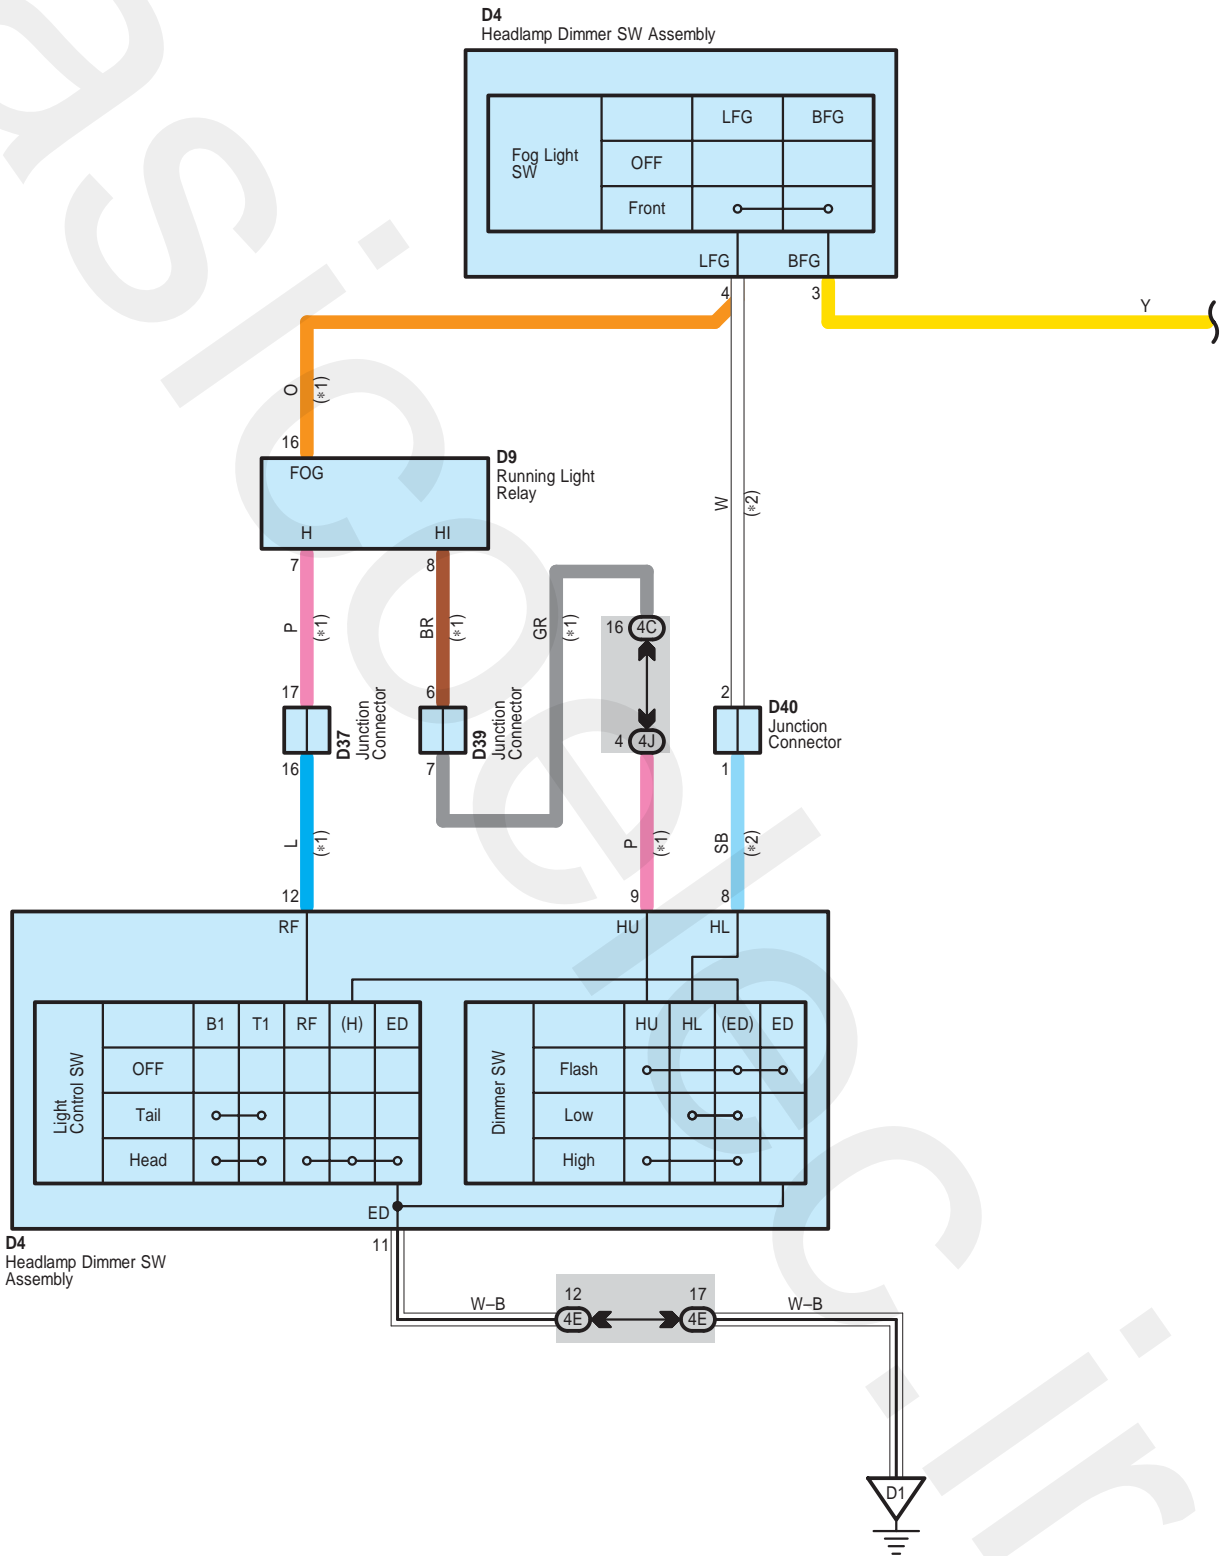 D4
Headlamp Dimmer SW Assembly
LFG BFG
Fog Light
SW
OFF
Front
LFG BFG
4 3
Y
O
(*1)
16
FOG
D9
Running Light
Relay
H HI
7 8
W
(*2)
P
(*1)
BR
(*1)
GR
(*1)
16 4C
17 6 2
D37
Junction
Connector
D39
Junction
Connector
4 4J
D40
Junction
Connector
16 7 1
L
(*1)
P
(*1)
SB
(*2)
12 9 8
RF HU HL
Light
Control SW
B1 T1 RF (H) ED
OFF
Tail
Head
Dimmer SW
HU HL (ED) ED
Flash
Low
High
ED
11
D4
Headlamp Dimmer SW
Assembly
W–B
12 17
4E 4E
W–B
D1
asicoelec.ir